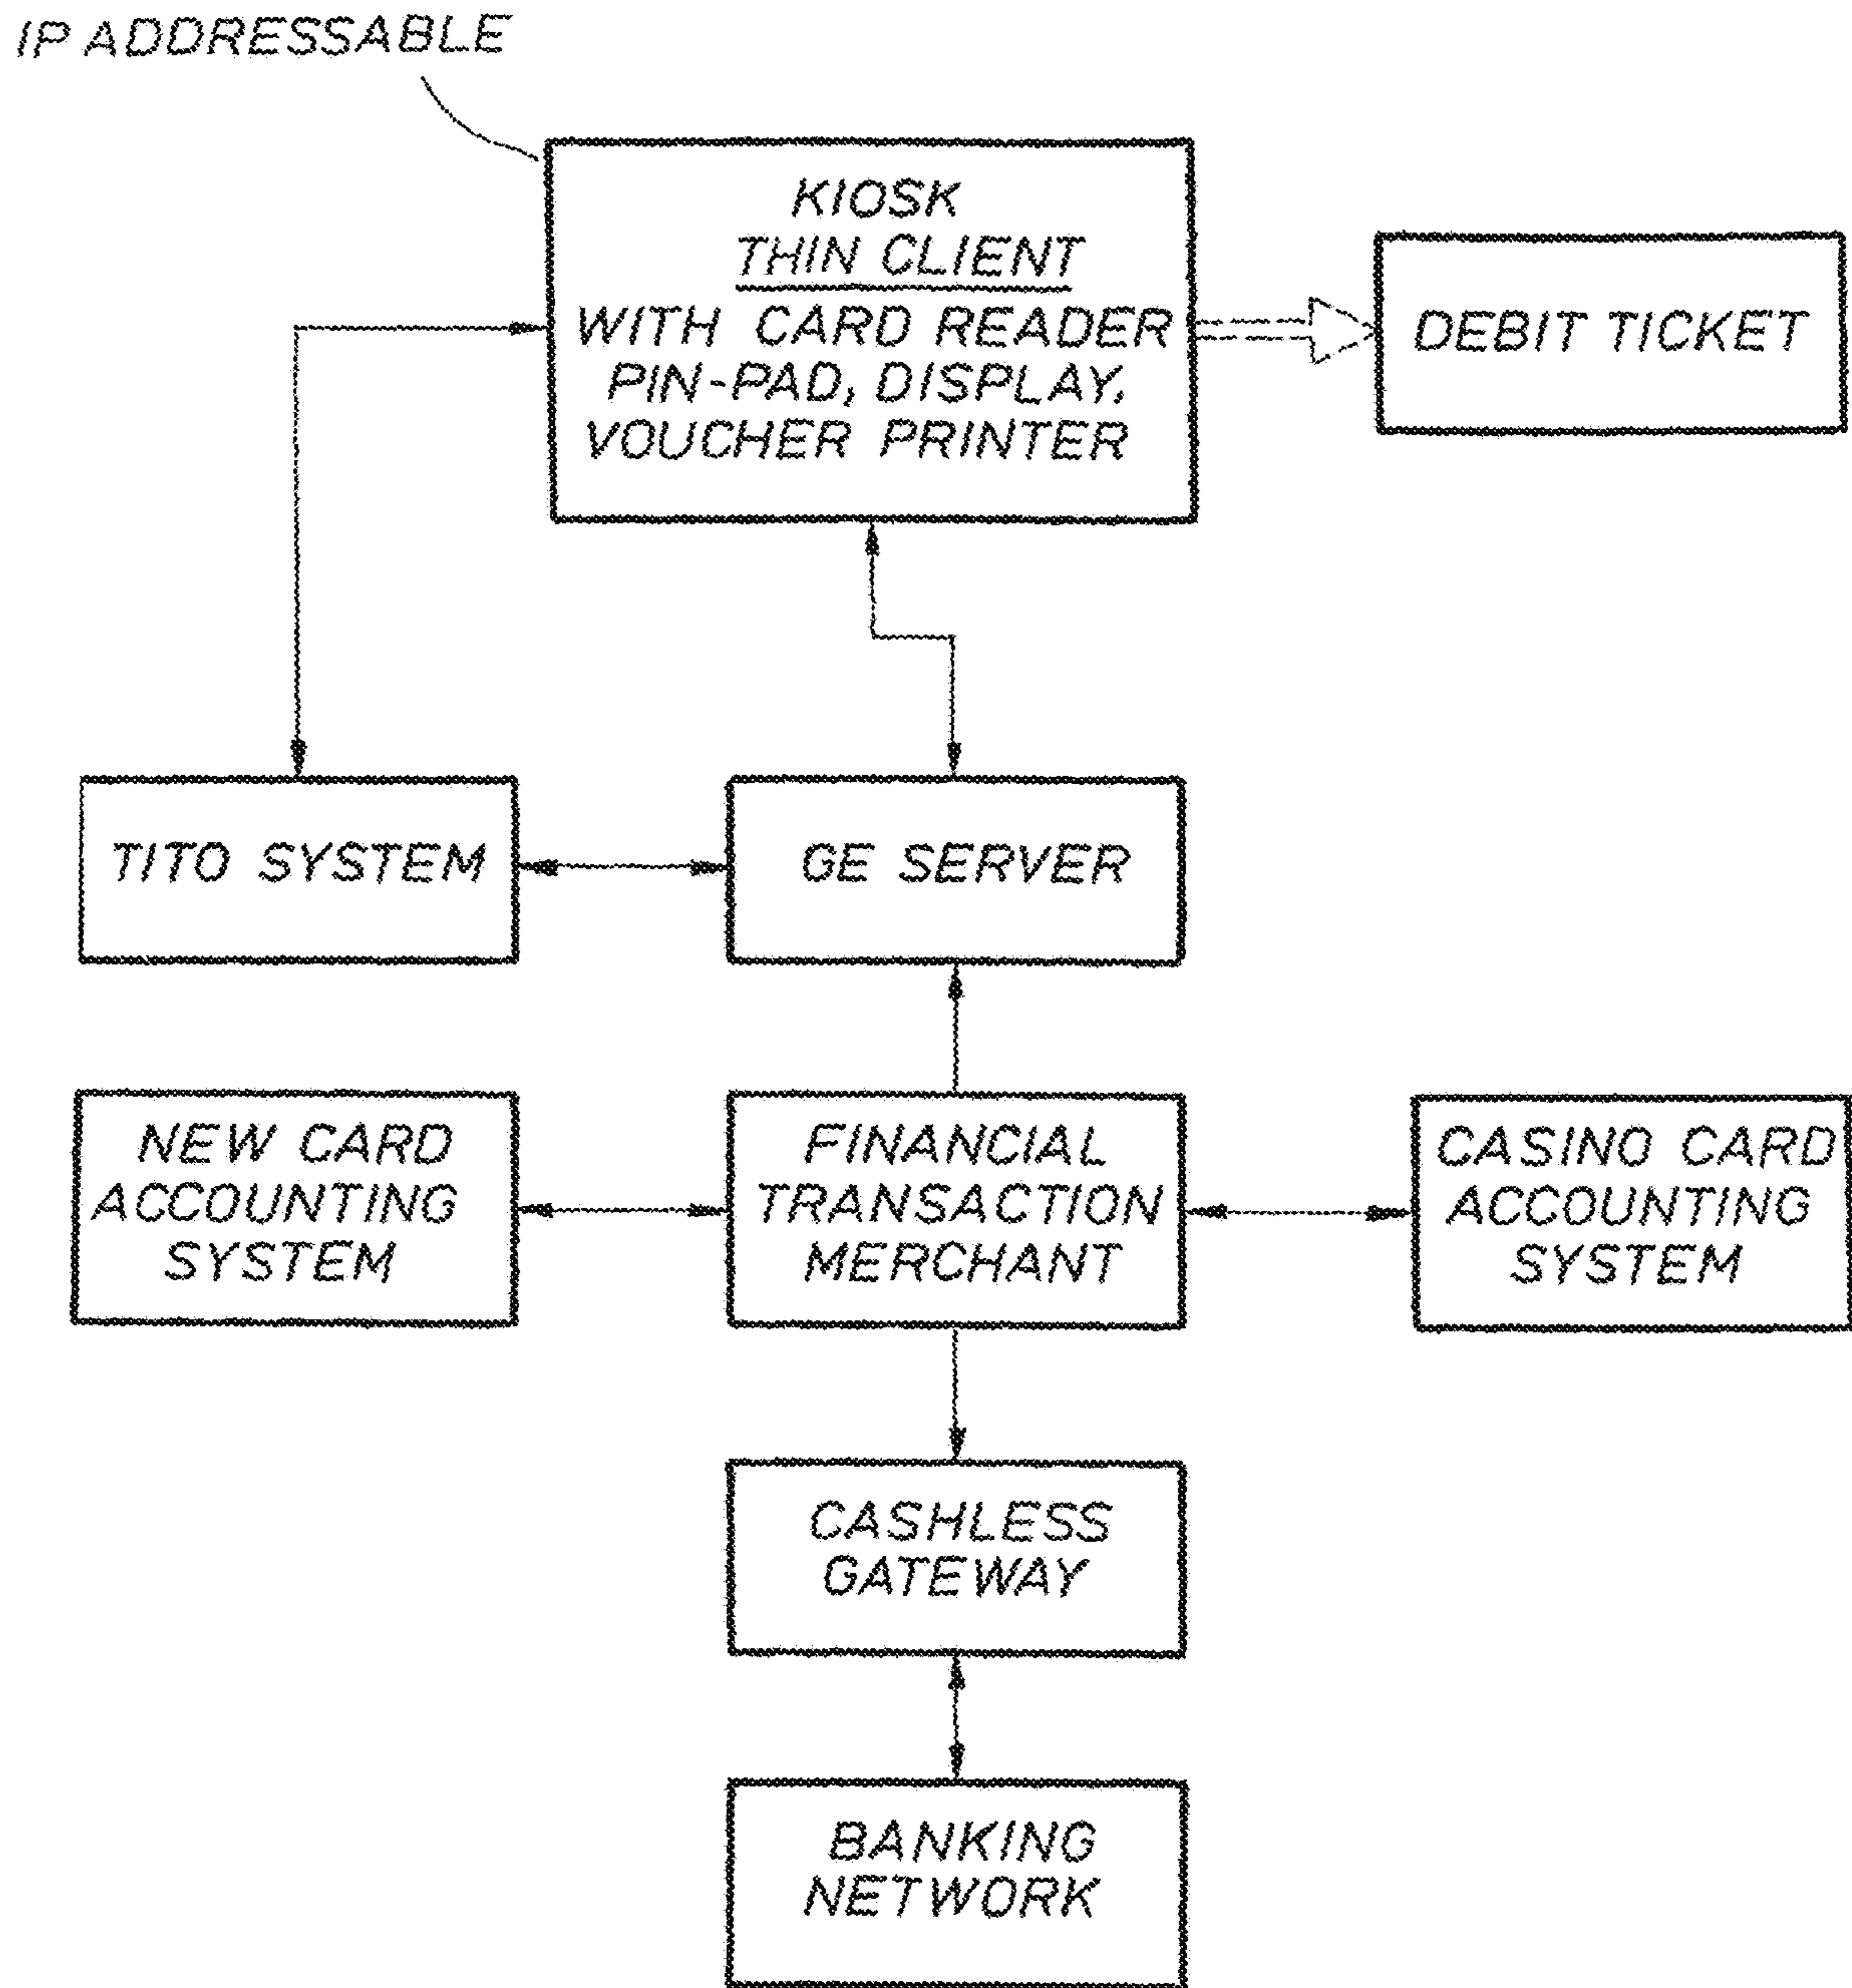 IP ADDRESSABLE
KIOSK
THIN CLIENT
WITH CARD READER
PIN-PAD, DISPLAY,
VOUCHER PRINTER
DEBIT TICKET
TITO SYSTEM
GE SERVER
NEW CARD
ACCOUNTING
SYSTEM
FINANCIAL
TRANSACTION
MERCHANT
CASINO CARD
ACCOUNTING
SYSTEM
CASHLESS
GATEWAY
BANKING
NETWORK